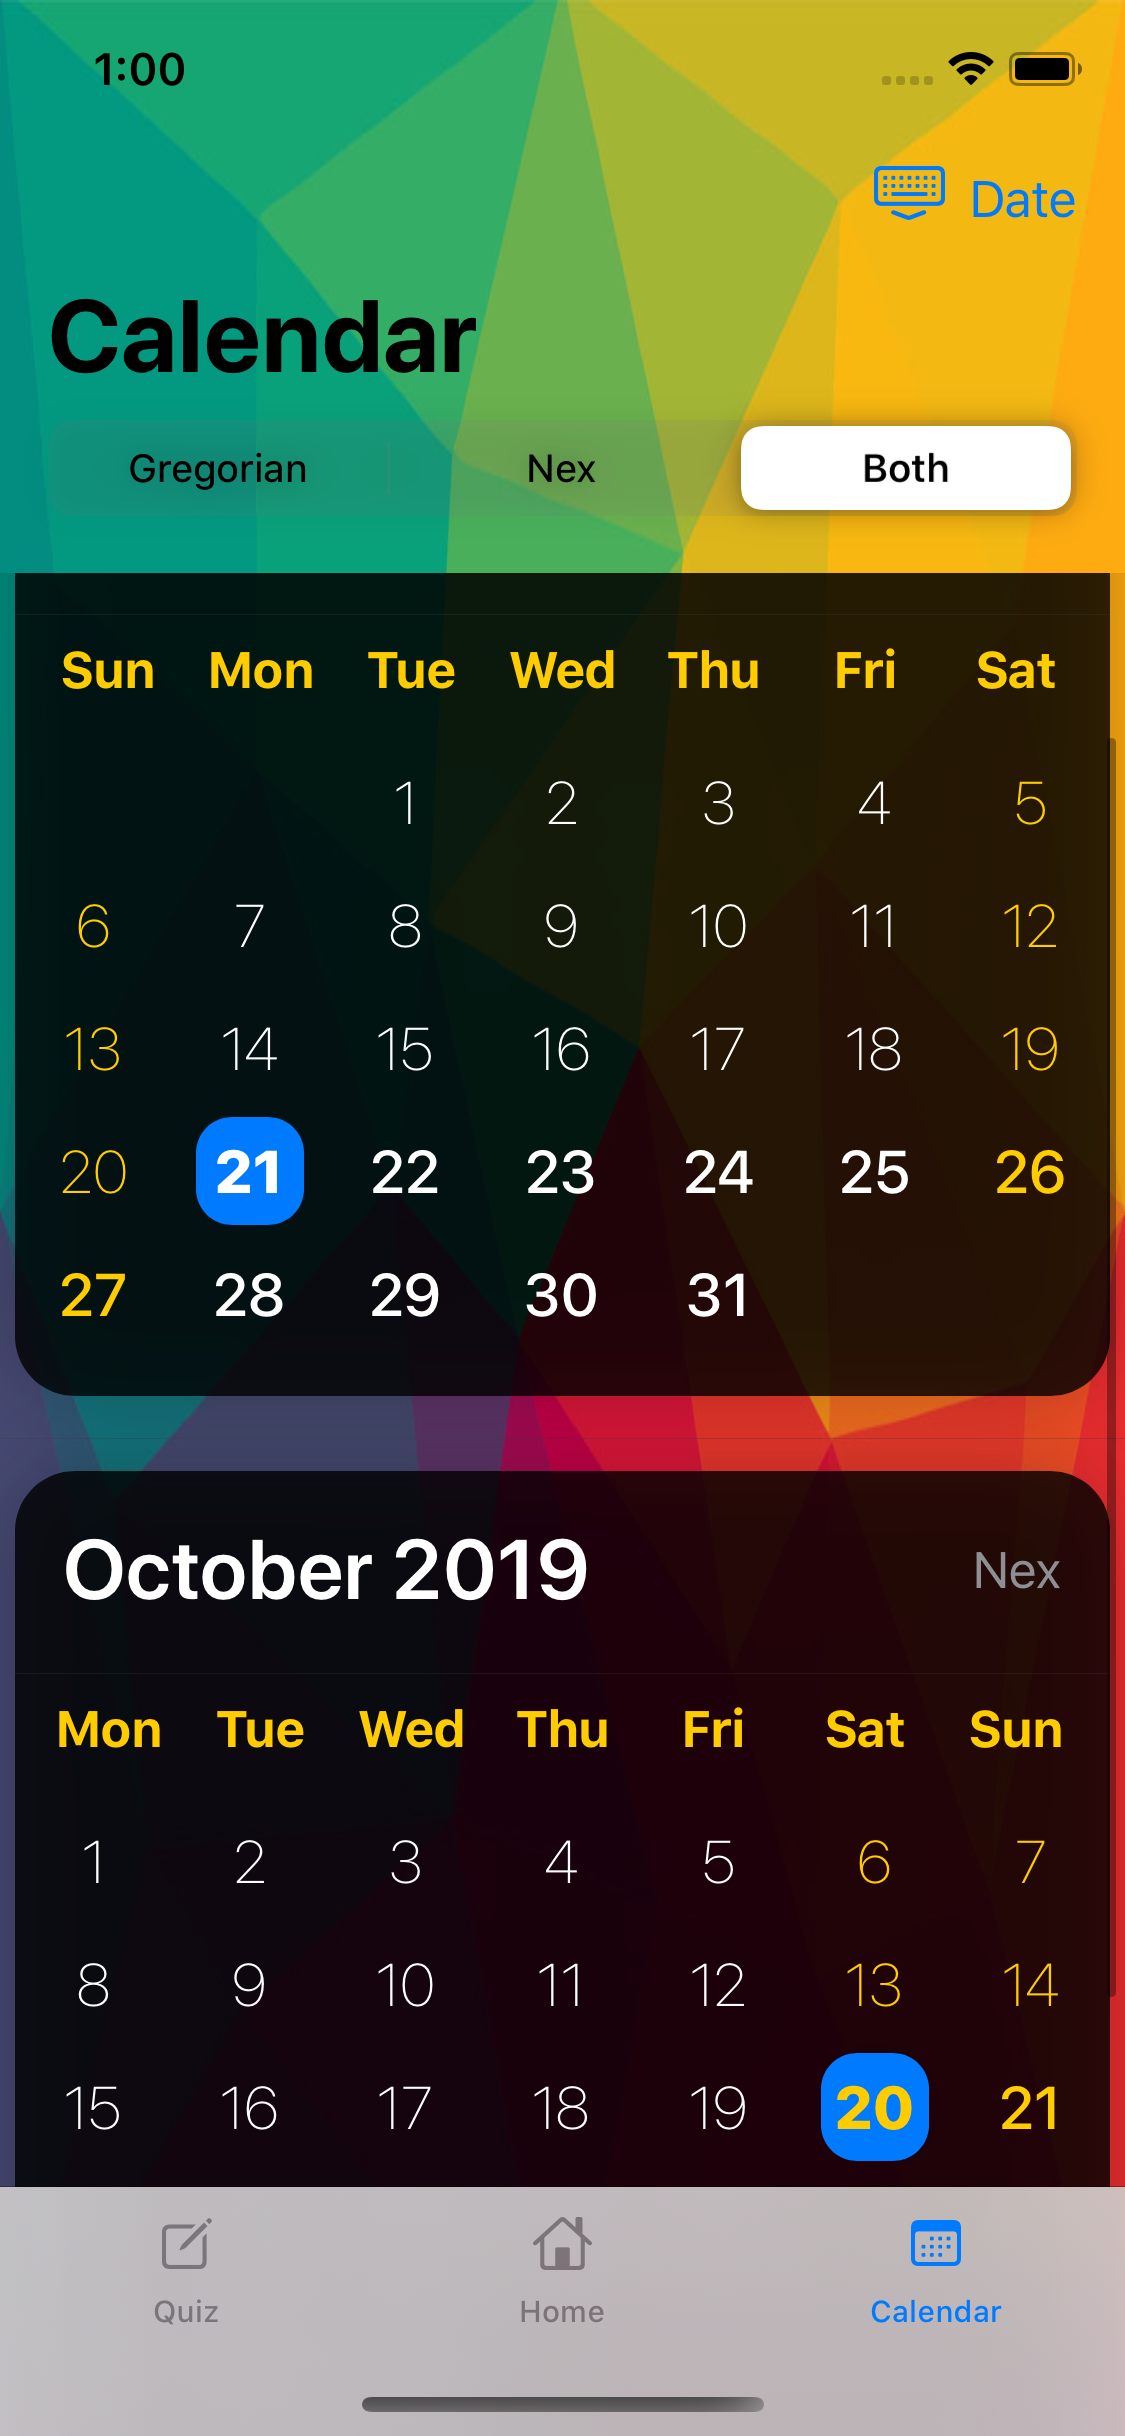 1:00
Date
Calendar
Gregorian Nex Both
Sun Mon Tue Wed Thu Fri Sat
1 2 3 4 5
6 7 8 9 10 11 12
13 14 15 16 17 18 19
20 21 22 23 24 25 26
27 28 29 30 31
October 2019 Nex
Mon Tue Wed Thu Fri Sat Sun
1 2 3 4 5 6 7
8 9 10 11 12 13 14
15 16 17 18 19 20 21
Quiz Home Calendar